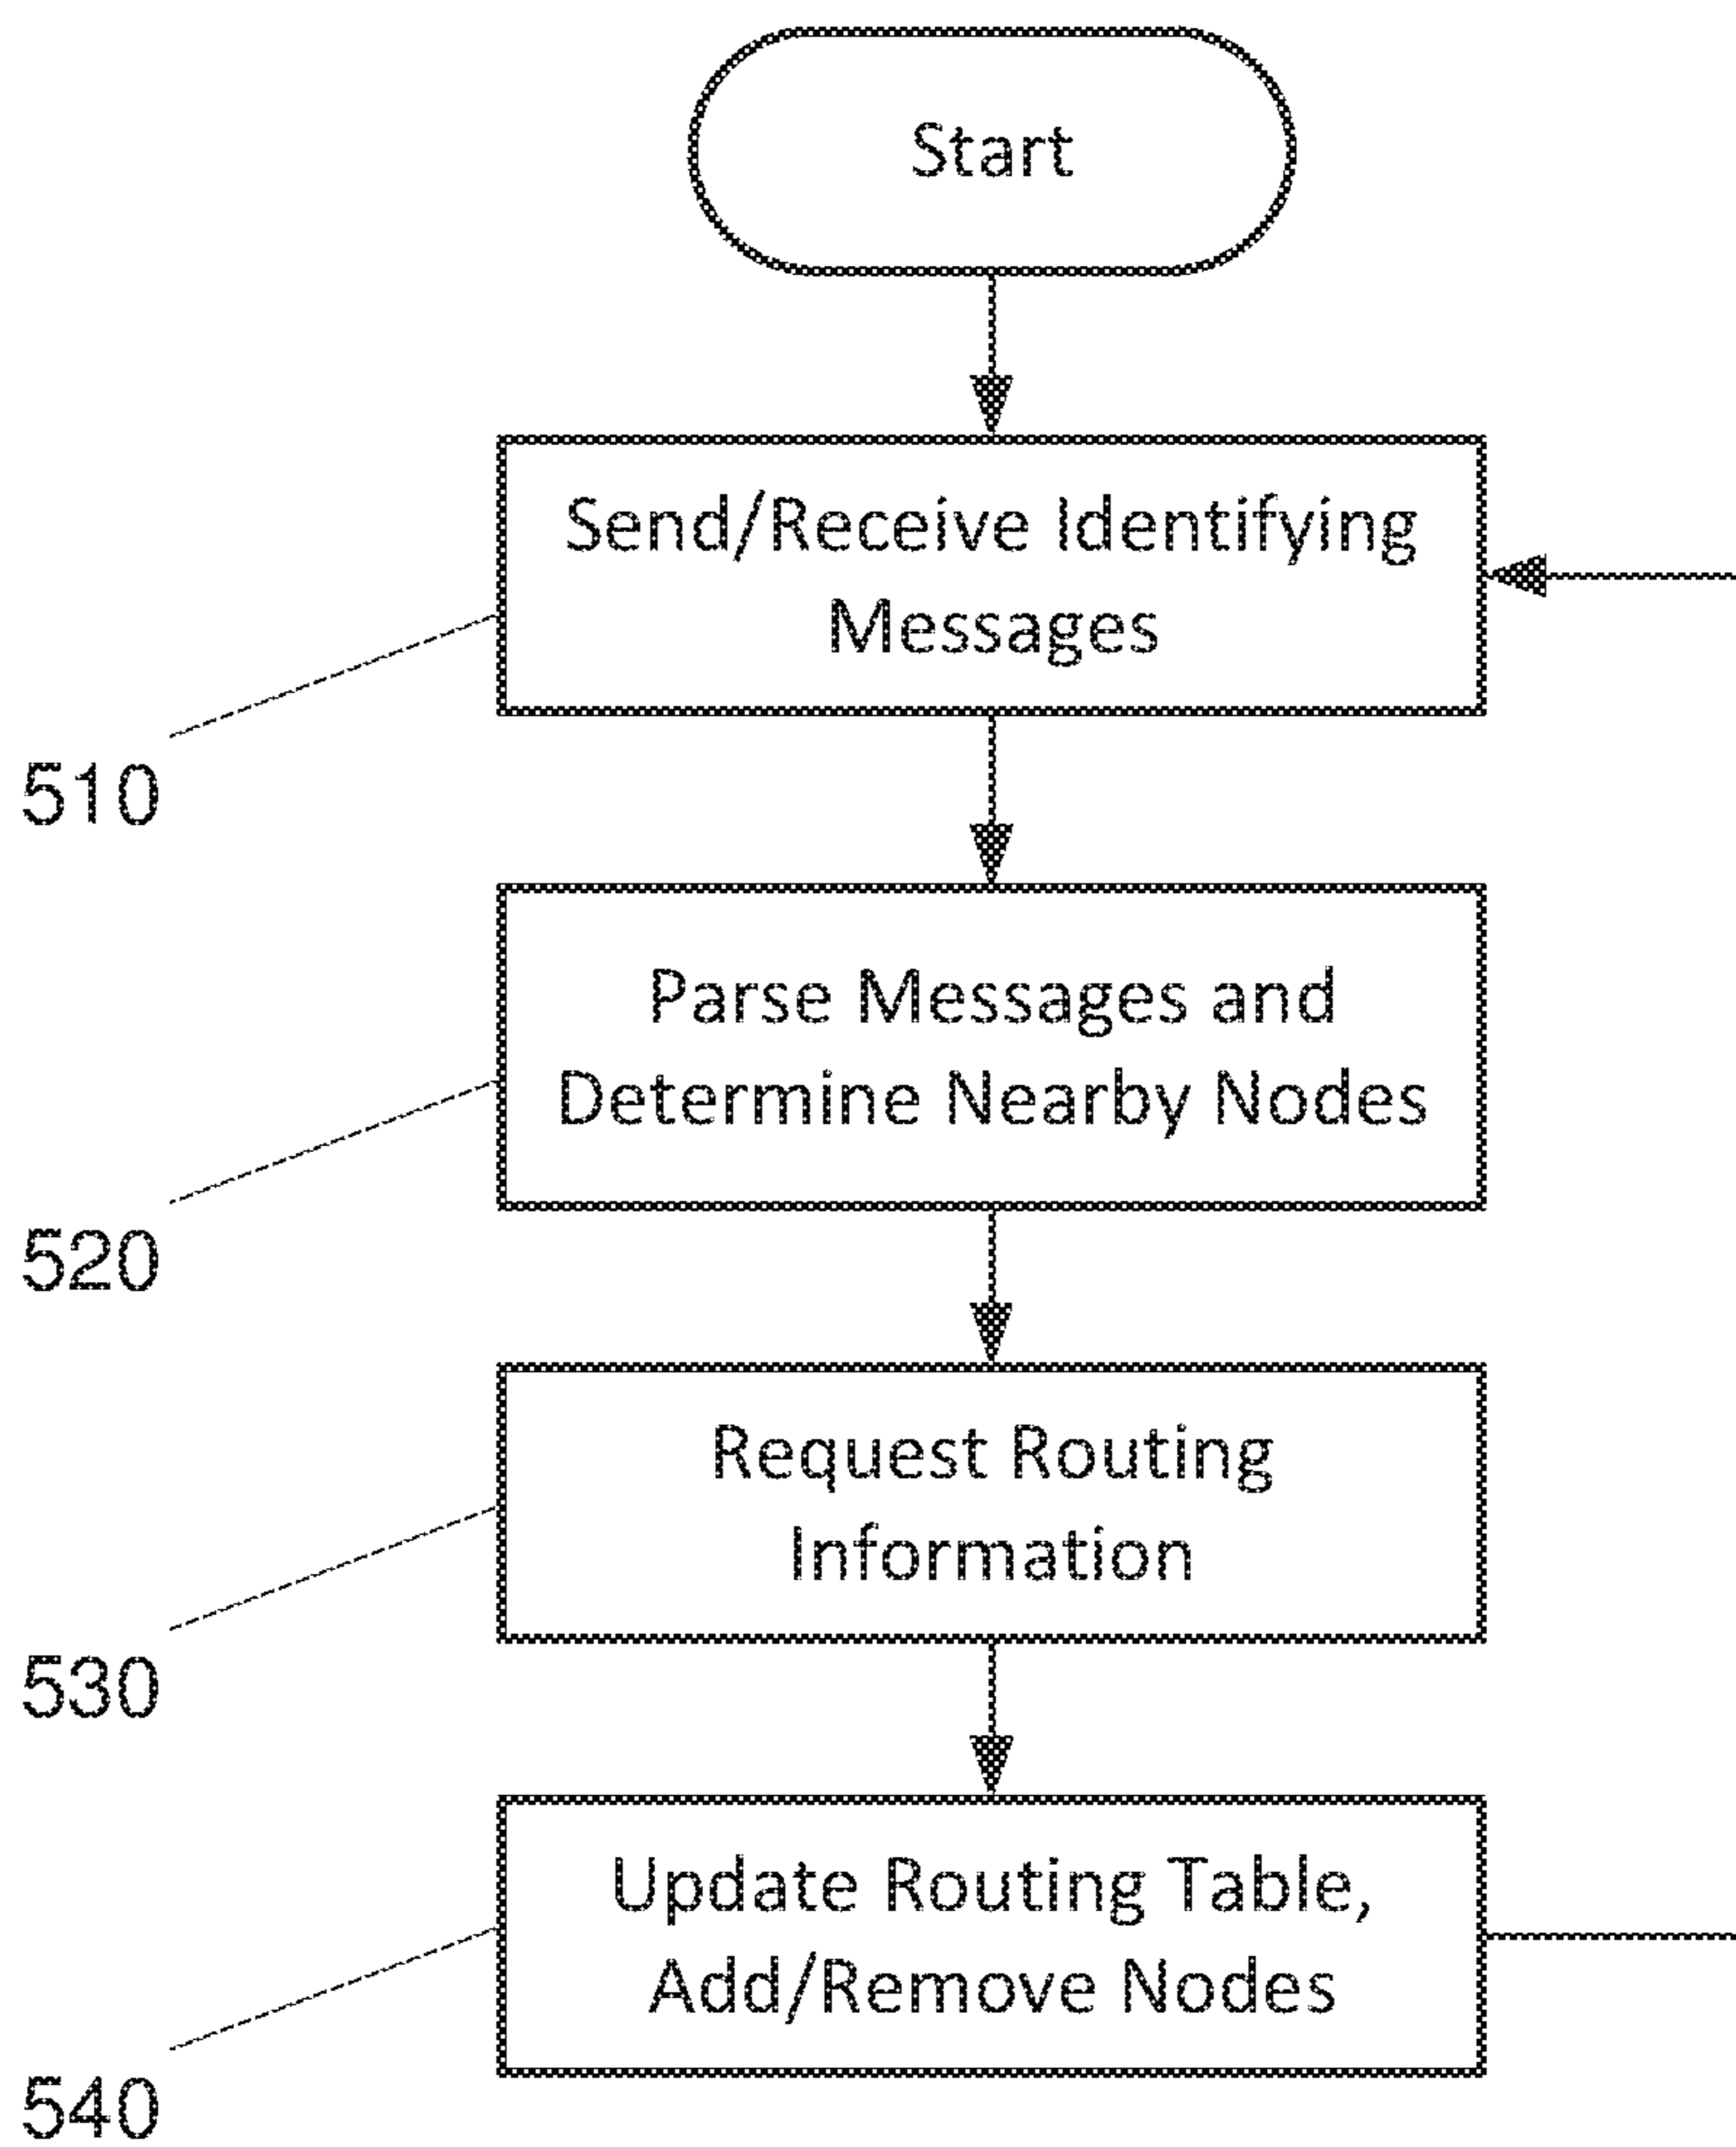 Start
Send/Receive Identifying
Messages
510
Parse Messages and
Determine Nearby Nodes
520
Request Routing
Information
530
Update Routing Table,
Add/Remove Nodes
540